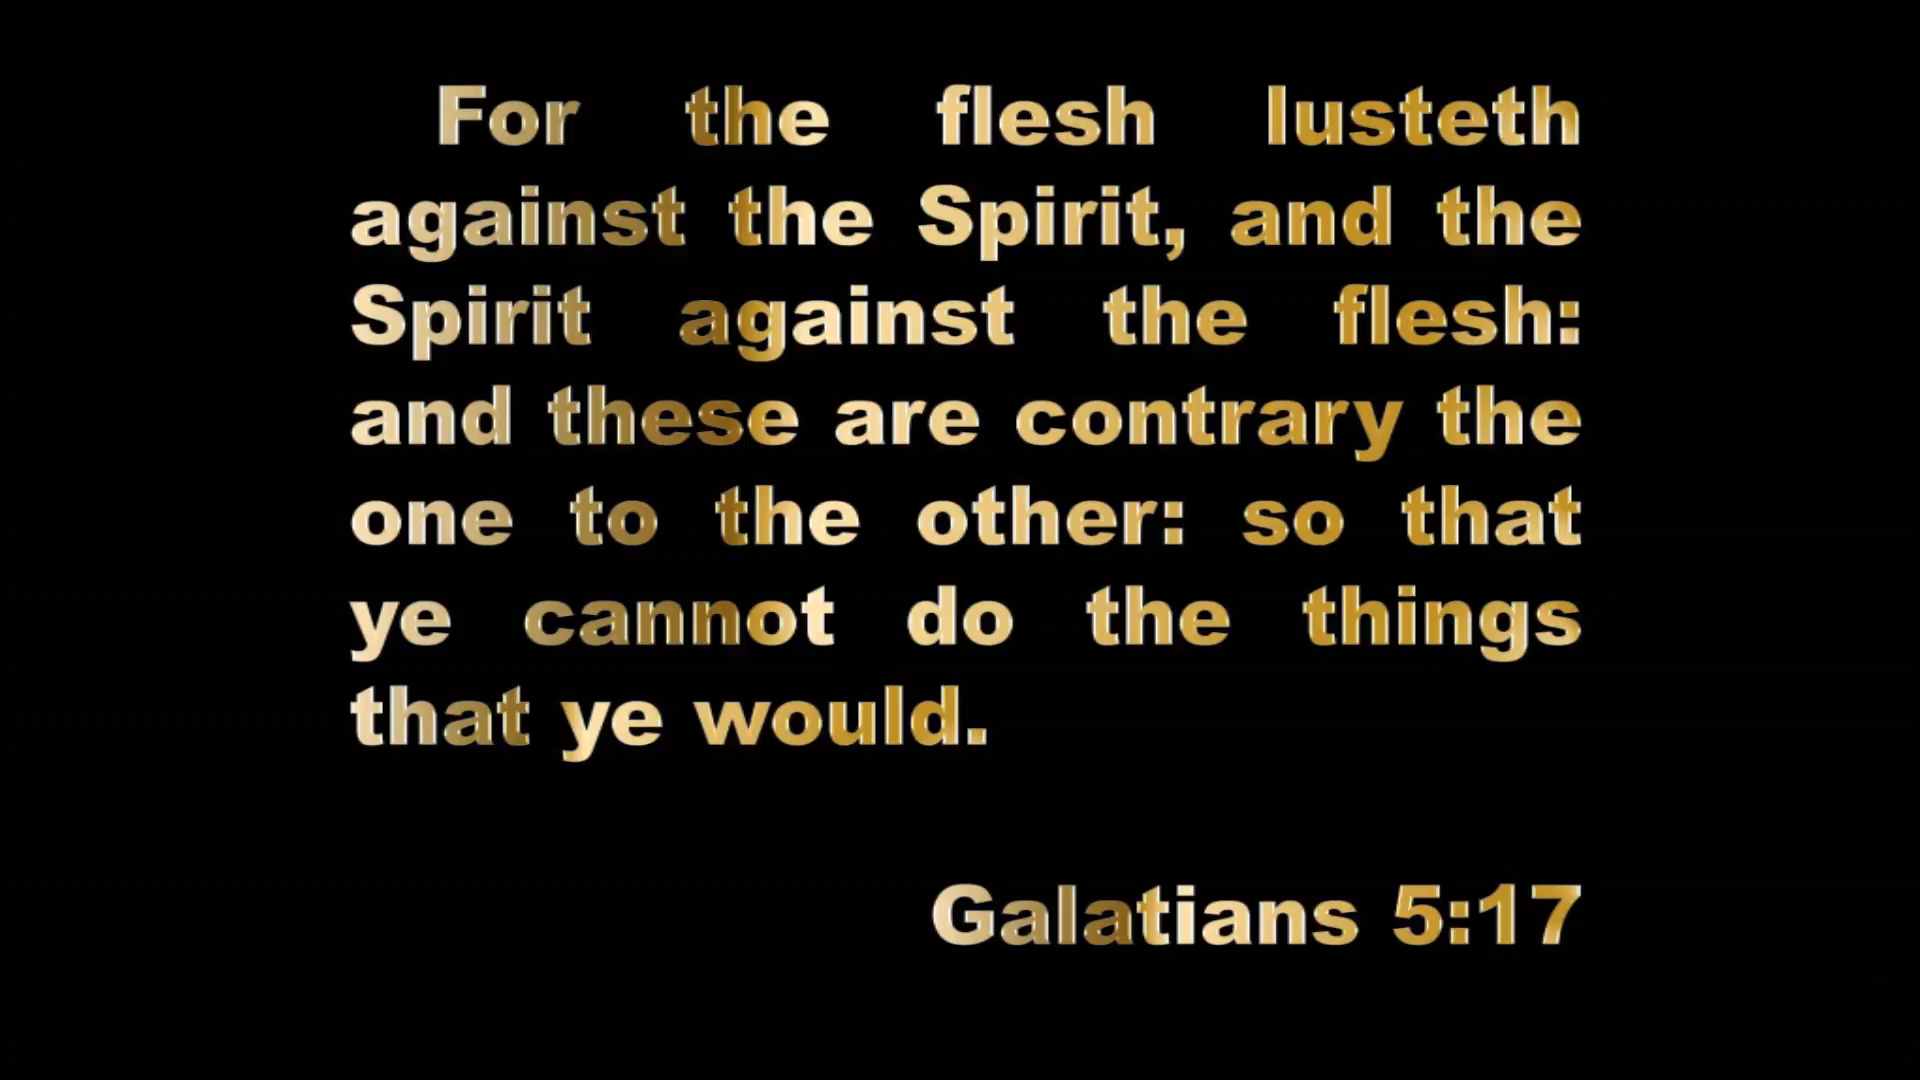 For the flesh lusteth
against the Spirit, and the
Spirit against the flesh:
and these are contrary the
one to the other: so that
ye cannot do the things
that ye would.
Galatians 5:17